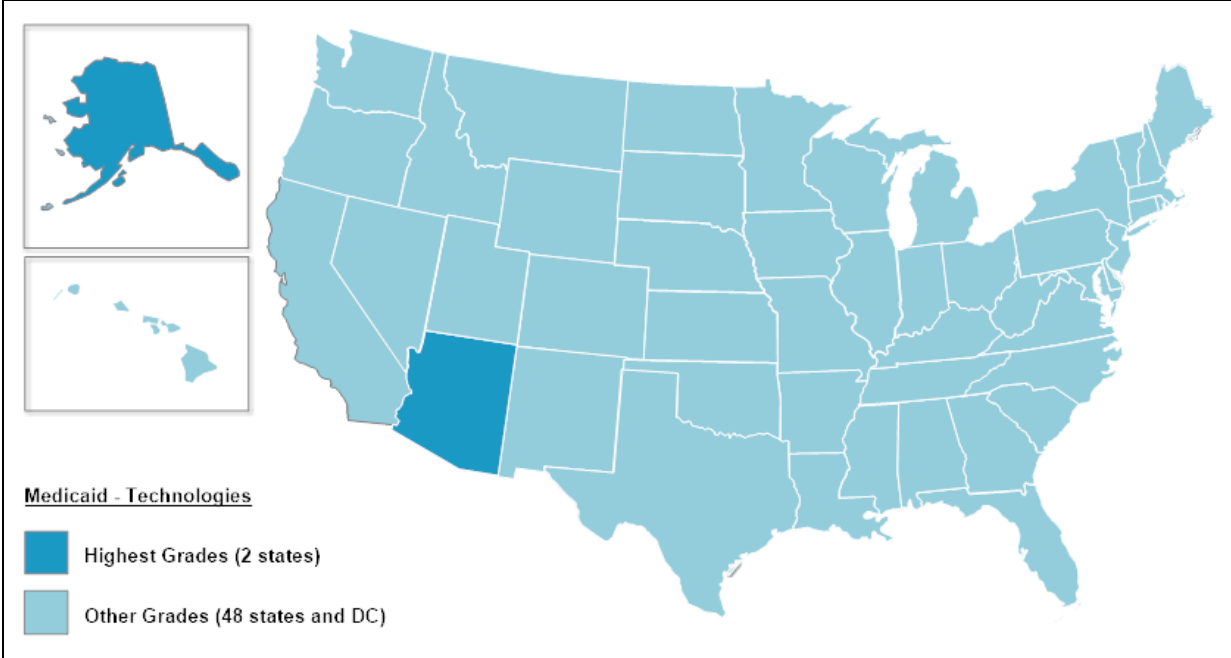 Medicaid - Technologies
Highest Grades (2 states)
Other Grades (48 states and DC)